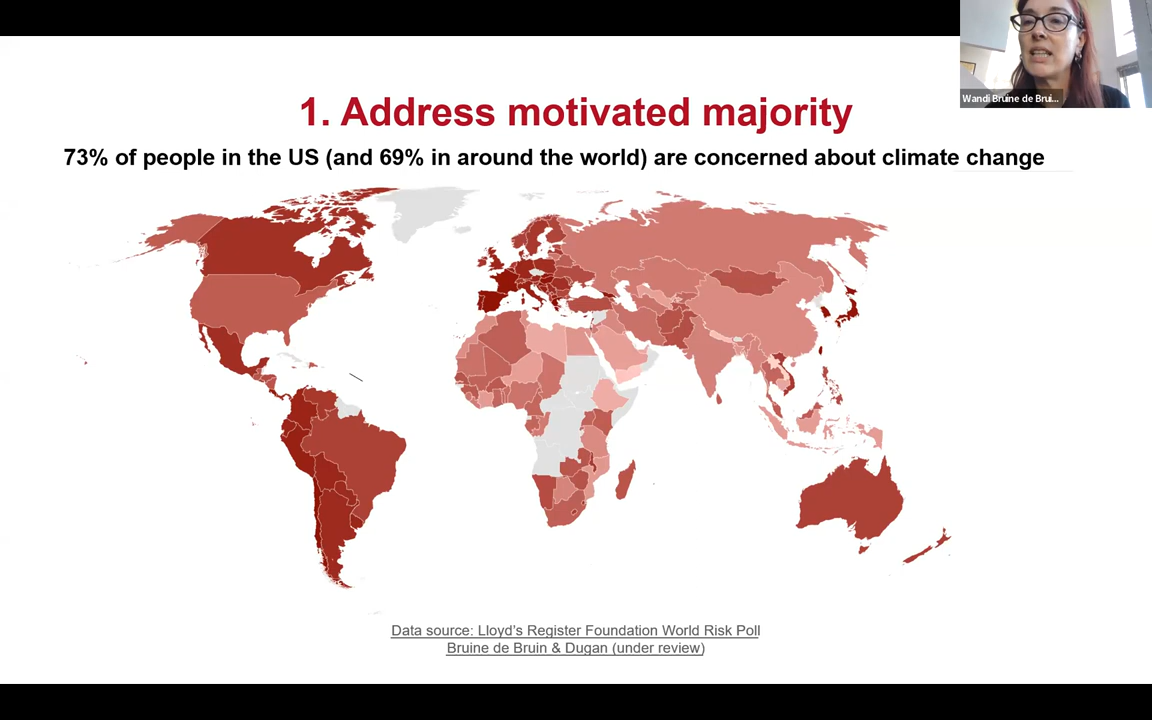 Wandi Bruine de Brui...
1. Address motivated majority
73% of people in the US (and 69% in around the world) are concerned about climate change
Data source: Lloyd's Register Foundation World Risk Poll
Bruine de Bruin & Dugan (under review)